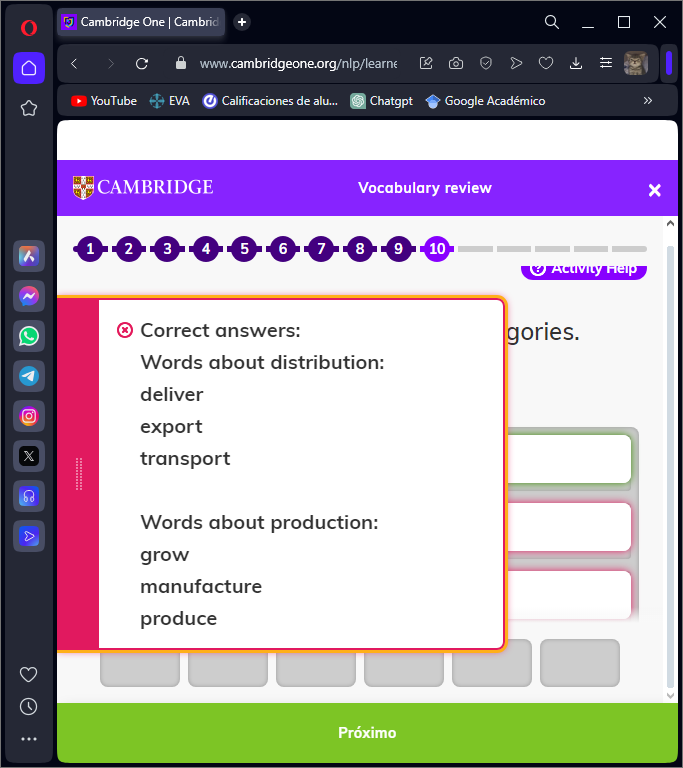 Cambridge One | Cambrid
www.cambridgeone.org/nlp/learne
YouTube
EVA
Calificaciones de alu...
Chatgpt
Google Académico
CAMBRIDGE
Vocabulary review
1 2 3 4 5 6 7 8 9 10
Activity Help
gories.
Correct answers:
Words about distribution:
deliver
export
transport
Words about production:
grow
manufacture
produce
Próximo